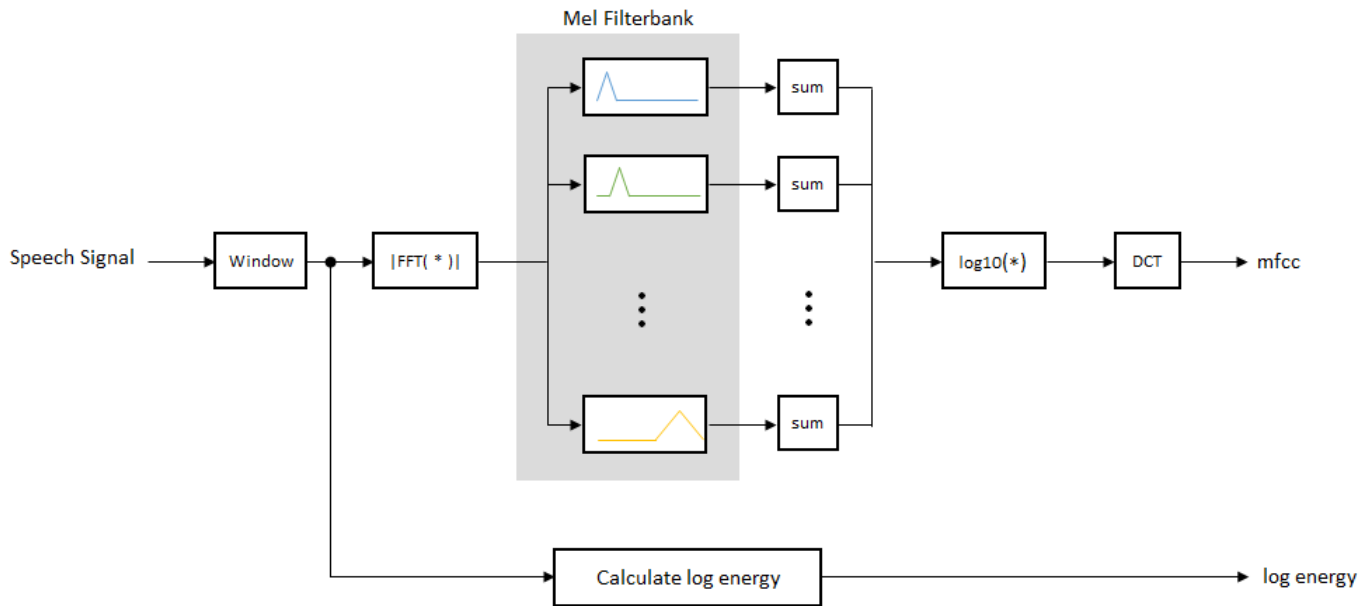 Mel Filterbank
sum
sum
Speech Signal
Window
|FFT( * )|
log10(*)
DCT
mfcc
sum
Calculate log energy
log energy